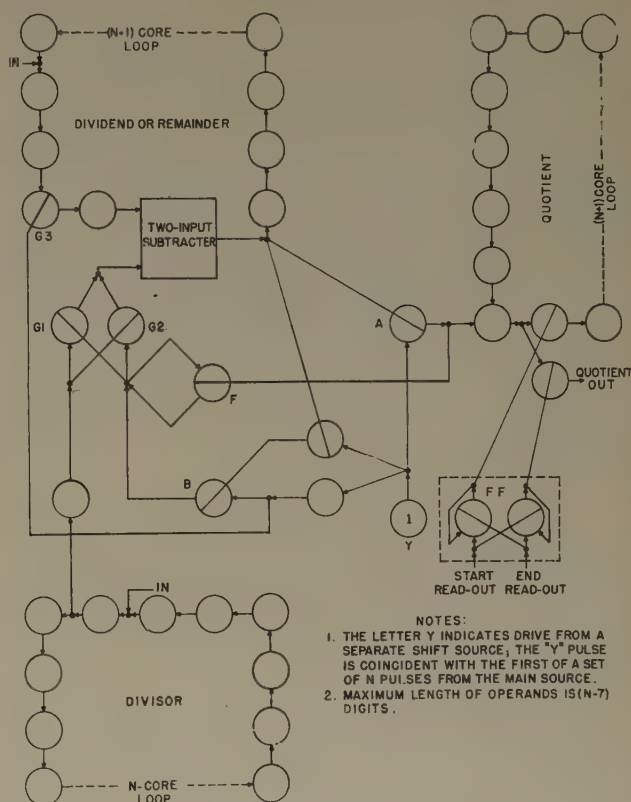 (N+1) CORE
LOOP
IN
DIVIDEND OR REMAINDER
G3
TWO-INPUT
SUBTRACTER
G1
G2
F
B
A
1
Y
QUOTIENT
(N+1) CORE
LOOP
QUOTIENT
OUT
FF
START
READ-OUT
END
READ-OUT
IN
DIVISOR
N-CORE
LOOP
NOTES:
1. THE LETTER Y INDICATES DRIVE FROM A
SEPARATE SHIFT SOURCE; THE "Y" PULSE
IS COINCIDENT WITH THE FIRST OF A SET
OF N PULSES FROM THE MAIN SOURCE.
2. MAXIMUM LENGTH OF OPERANDS IS (N-7)
DIGITS.